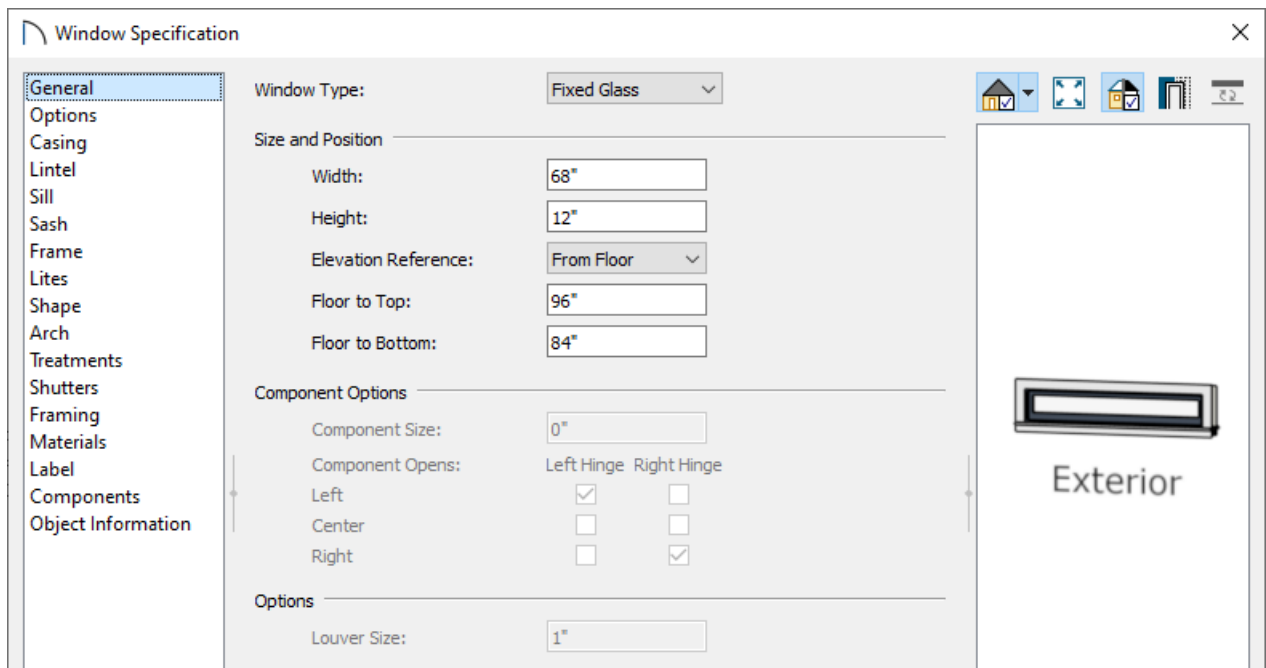 Window Specification
General
Options
Casing
Lintel
Sill
Sash
Frame
Lites
Shape
Arch
Treatments
Shutters
Framing
Materials
Label
Components
Object Information
Window Type: Fixed Glass
Size and Position
Width: 68"
Height: 12"
Elevation Reference: From Floor
Floor to Top: 96"
Floor to Bottom: 84"
Component Options
Component Size: 0"
Component Opens: Left Hinge Right Hinge
Left
Center
Right
Options
Louver Size: 1"
Exterior